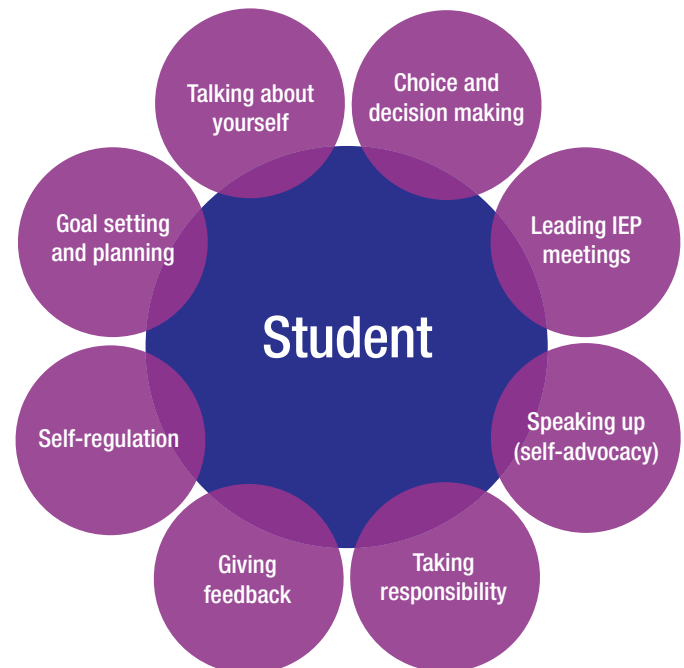 Talking about
yourself
Choice and
decision making
Goal setting
and planning
Leading IEP
meetings
Student
Self-regulation
Speaking up
(self-advocacy)
Giving
feedback
Taking
responsibility